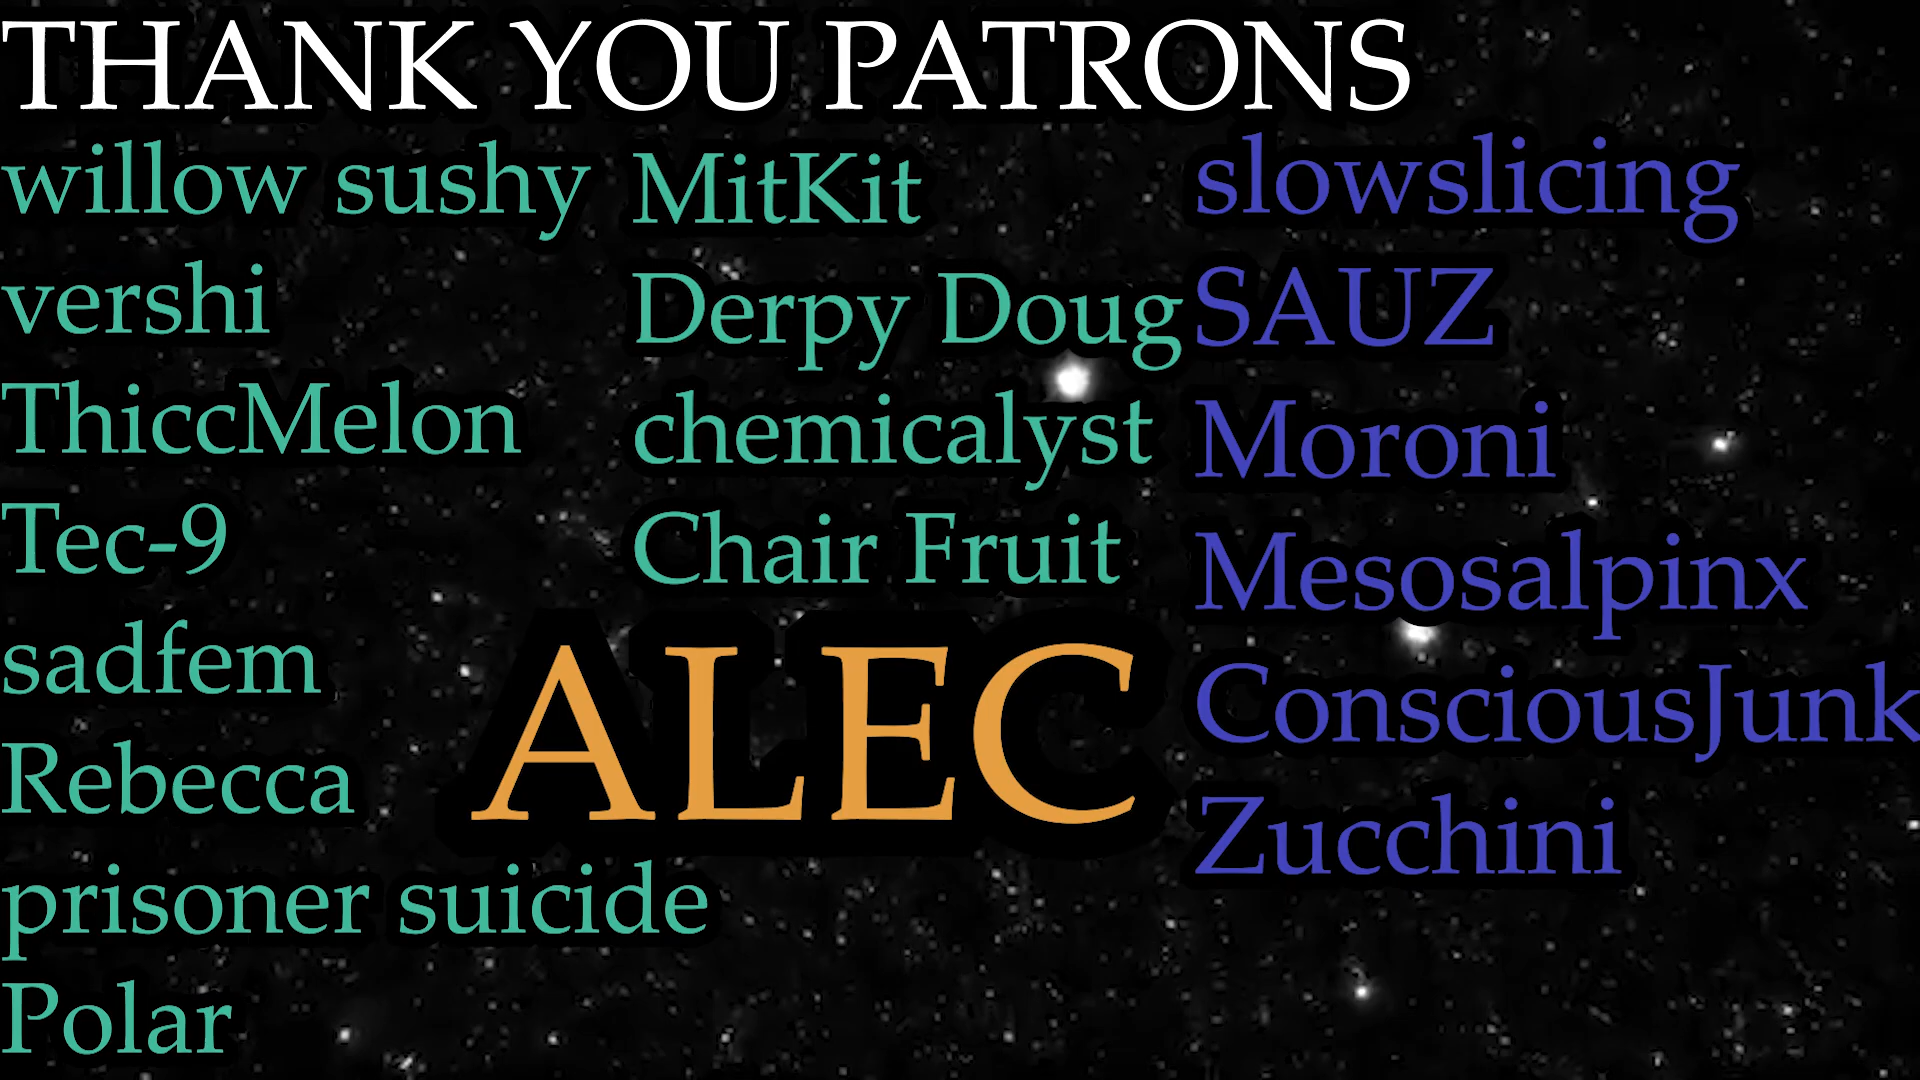 THANK YOU PATRONS
willow sushy
vershi
ThiccMelon
Tec-9
sadfem
Rebecca
prisoner suicide
Polar
MitKit
Derpy Doug
chemicalyst
Chair Fruit
ALEC
slowslicing
SAUZ
Moroni
Mesosalpinx
ConsciousJunk
Zucchini